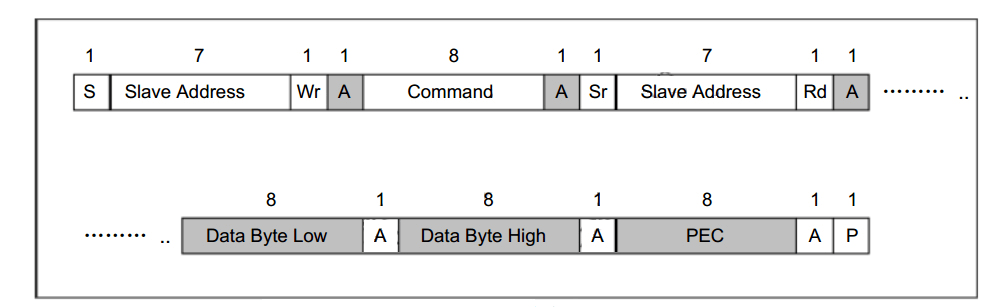 1 7 1 1 8 1 1 7 1 1
S Slave Address Wr A Command A Sr Slave Address Rd A ......... ..
8 1 8 1 8 1 1
......... .. Data Byte Low A Data Byte High A PEC A P